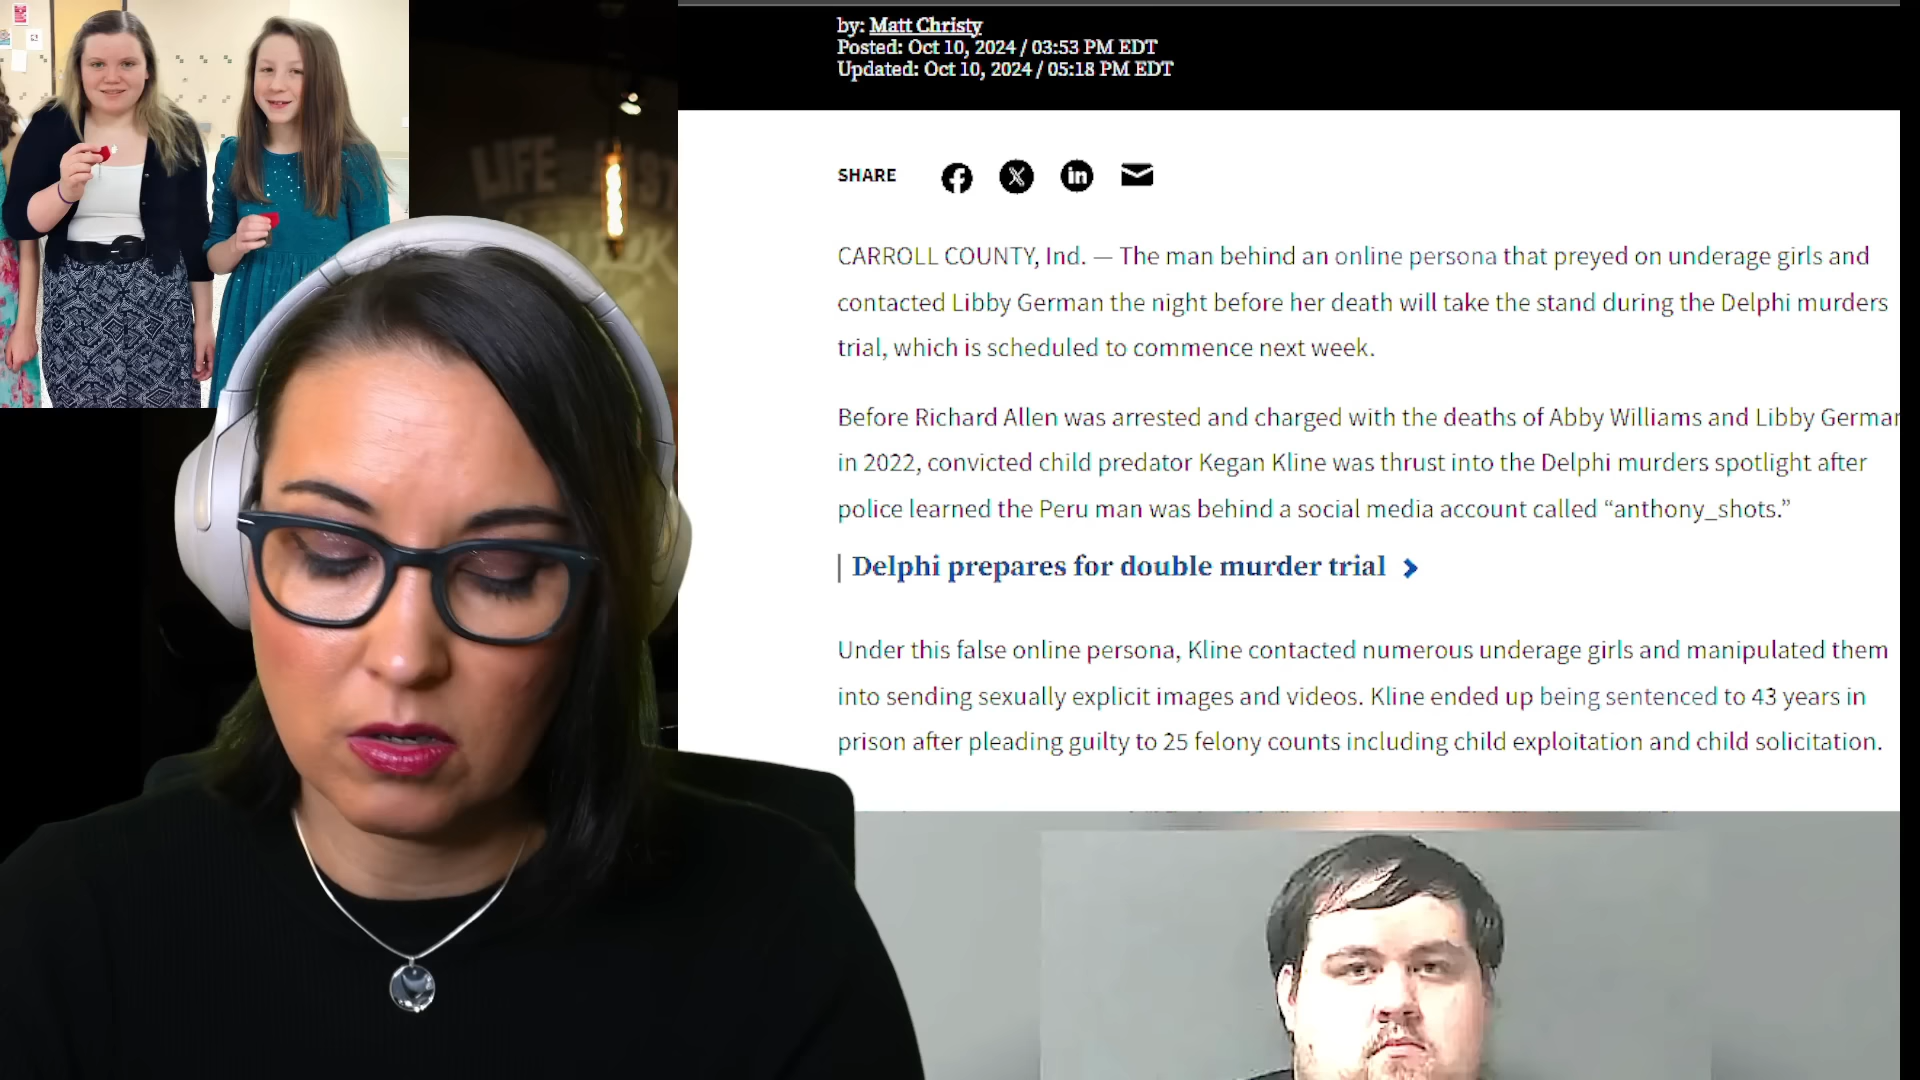 LIFE
by: Matt Christy
Posted: Oct 10, 2024 / 03:53 PM EDT
Updated: Oct 10, 2024 / 05:18 PM EDT
SHARE
CARROLL COUNTY, Ind. — The man behind an online persona that preyed on underage girls and
contacted Libby German the night before her death will take the stand during the Delphi murders
trial, which is scheduled to commence next week.
Before Richard Allen was arrested and charged with the deaths of Abby Williams and Libby German
in 2022, convicted child predator Kegan Kline was thrust into the Delphi murders spotlight after
police learned the Peru man was behind a social media account called “anthony_shots.”
| Delphi prepares for double murder trial
Under this false online persona, Kline contacted numerous underage girls and manipulated them
into sending sexually explicit images and videos. Kline ended up being sentenced to 43 years in
prison after pleading guilty to 25 felony counts including child exploitation and child solicitation.